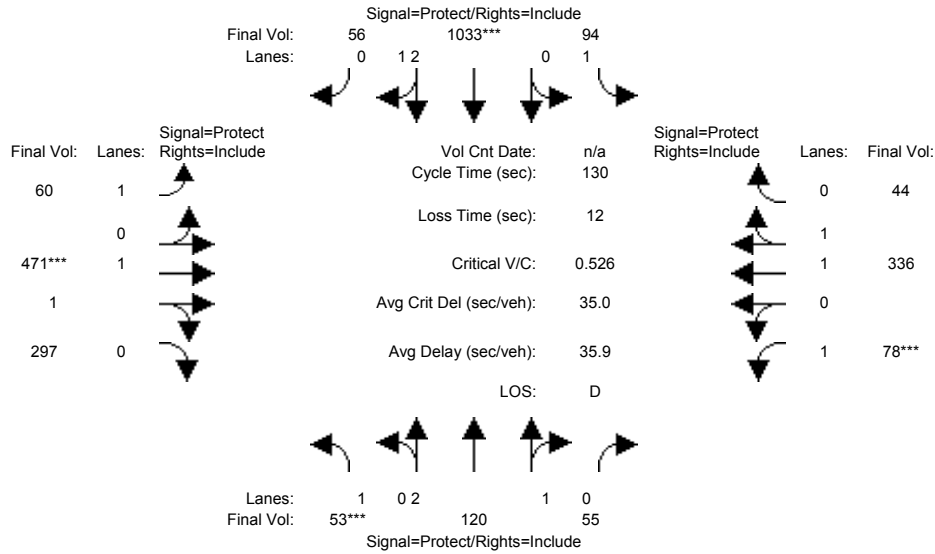 Signal=Protect/Rights=Include
Final Vol: 56 1033*** 94
Lanes: 0 1 2 0 1
Signal=Protect Signal=Protect
Final Vol: Lanes: Rights=Include Vol Cnt Date: n/a Rights=Include Lanes: Final Vol:
Cycle Time (sec): 130
60 1 0 44
Loss Time (sec): 12
0 1
471*** 1 Critical V/C: 0.526 1 336
1 Avg Crit Del (sec/veh): 35.0 0
297 0 Avg Delay (sec/veh): 35.9 1 78***
LOS: D
Lanes: 1 0 2 1 0
Final Vol: 53*** 120 55
Signal=Protect/Rights=Include